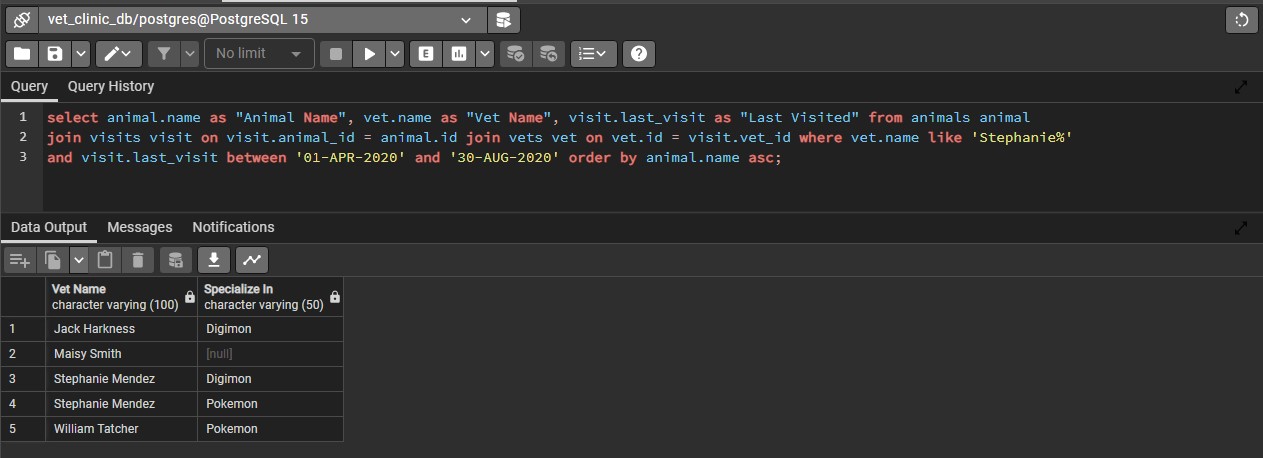 vet_clinic_db/postgres@PostgreSQL 15
No limit
E
Query Query History
1 select animal.name as "Animal Name", vet.name as "Vet Name", visit.last_visit as "Last Visited" from animals animal
2 join visits visit on visit.animal_id = animal.id join vets vet on vet.id = visit.vet_id where vet.name like 'Stephanie%'
3 and visit.last_visit between '01-APR-2020' and '30-AUG-2020' order by animal.name asc;
Data Output Messages Notifications
Vet Name Specialize In
character varying (100) character varying (50)
1 Jack Harkness Digimon
2 Maisy Smith [null]
3 Stephanie Mendez Digimon
4 Stephanie Mendez Pokemon
5 William Tatcher Pokemon